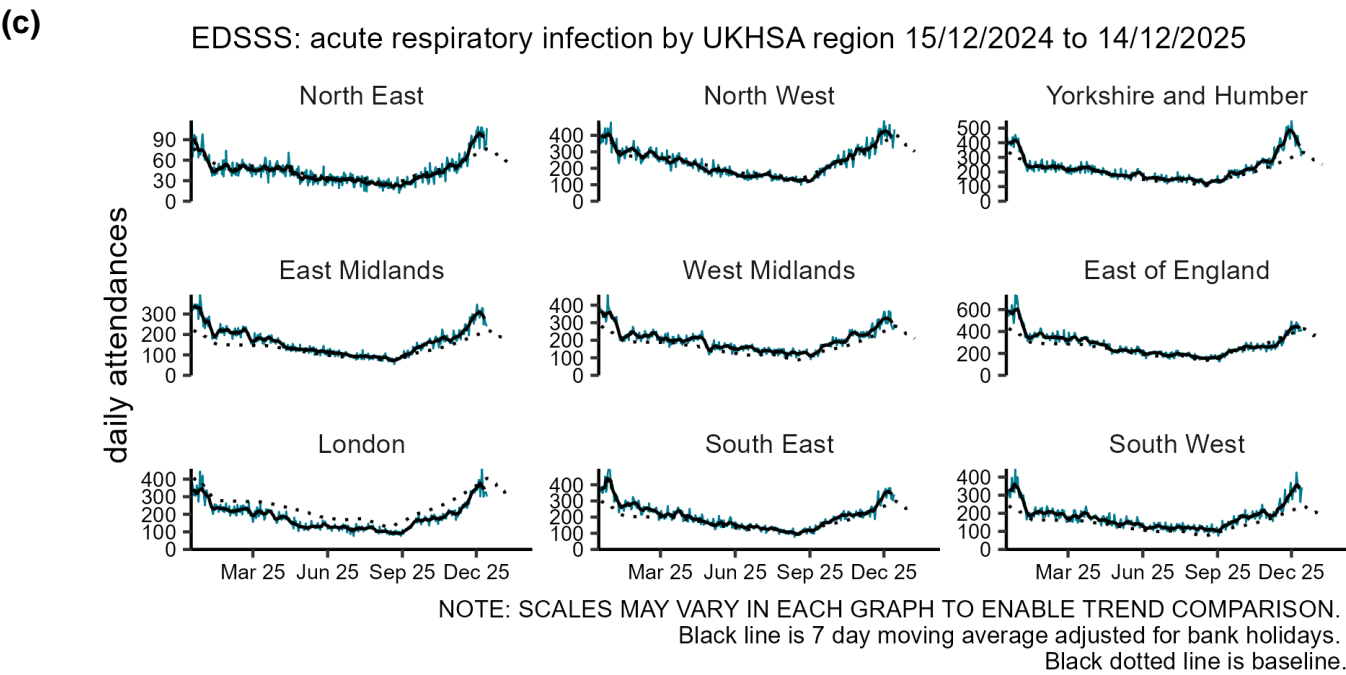 (c)
EDSSS: acute respiratory infection by UKHSA region 15/12/2024 to 14/12/2025
daily attendances
North East
90
60
30
0
North West
400
300
200
100
0
Yorkshire and Humber
500
400
300
200
100
0
East Midlands
300
200
100
0
West Midlands
400
300
200
100
0
East of England
600
400
200
0
London
400
300
200
100
0
Mar 25 Jun 25 Sep 25 Dec 25
South East
400
300
200
100
0
Mar 25 Jun 25 Sep 25 Dec 25
South West
400
300
200
100
0
Mar 25 Jun 25 Sep 25 Dec 25
NOTE: SCALES MAY VARY IN EACH GRAPH TO ENABLE TREND COMPARISON.
Black line is 7 day moving average adjusted for bank holidays.
Black dotted line is baseline.